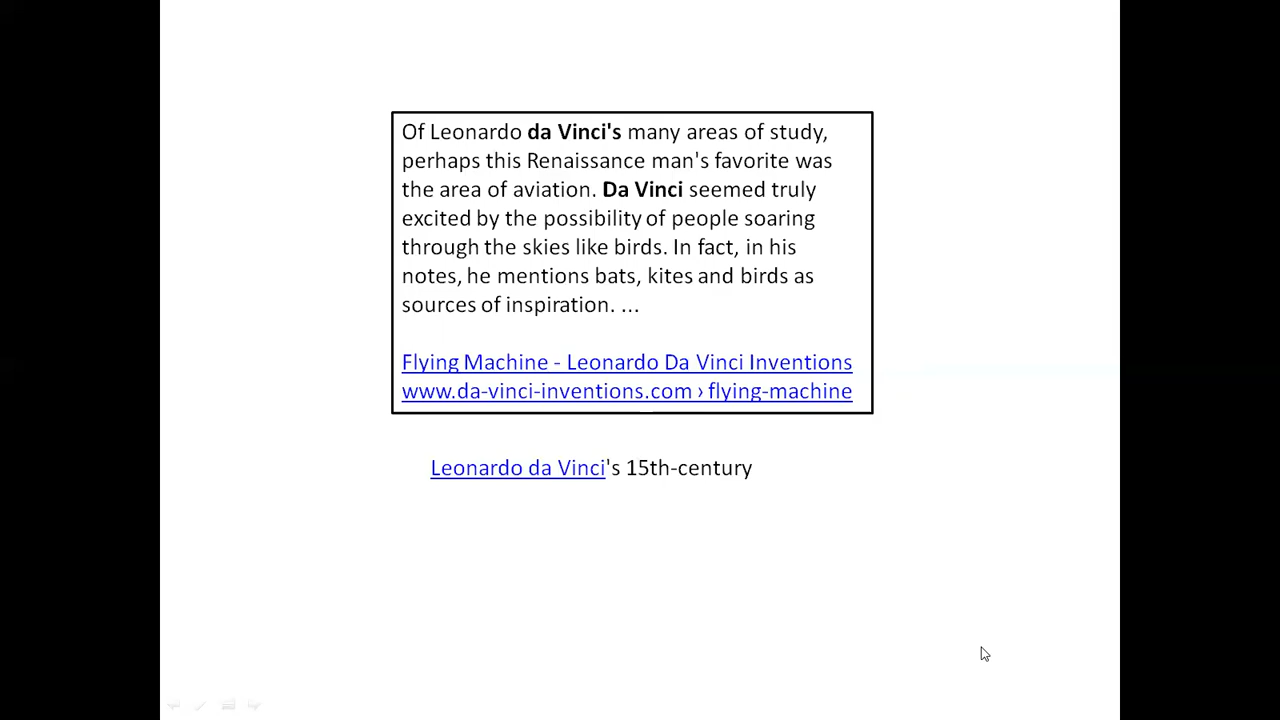 Of Leonardo da Vinci's many areas of study,
perhaps this Renaissance man's favorite was
the area of aviation. Da Vinci seemed truly
excited by the possibility of people soaring
through the skies like birds. In fact, in his
notes, he mentions bats, kites and birds as
sources of inspiration. ...
Flying Machine - Leonardo Da Vinci Inventions
www.da-vinci-inventions.com › flying-machine
Leonardo da Vinci's 15th-century